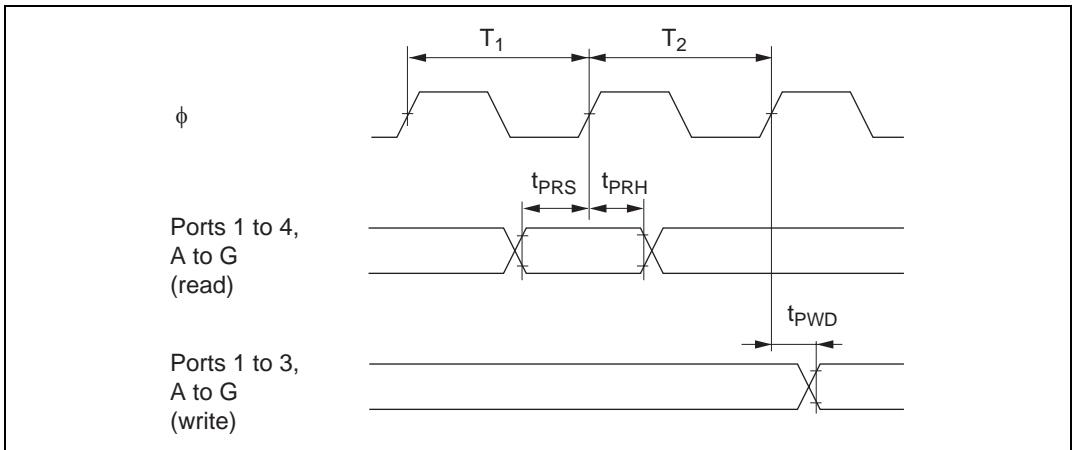 T1
T2
ϕ
tPRS
tPRH
Ports 1 to 4,
A to G
(read)
tPWD
Ports 1 to 3,
A to G
(write)